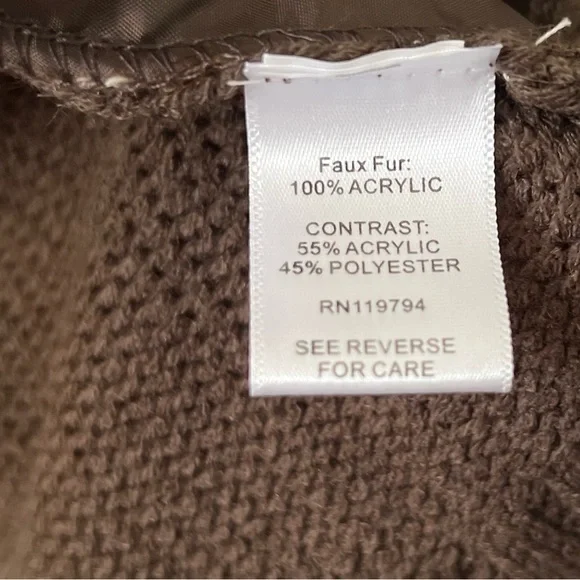 Faux Fur:
100% ACRYLIC
CONTRAST:
55% ACRYLIC
45% POLYESTER
RN119794
SEE REVERSE
FOR CARE